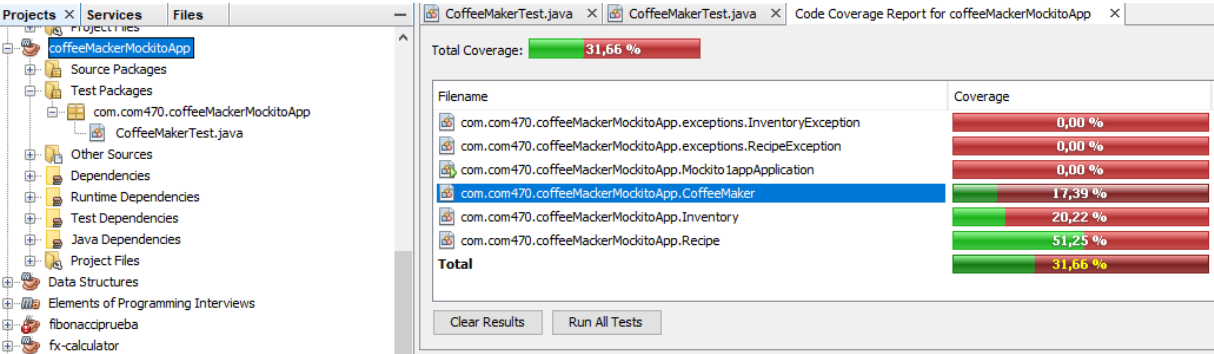 Projects × Services Files
Project Files
coffeeMackerMockitoApp
Source Packages
Test Packages
com.com470.coffeeMackerMockitoApp
CoffeeMakerTest.java
Other Sources
Dependencies
Runtime Dependencies
Test Dependencies
Java Dependencies
Project Files
Data Structures
Elements of Programming Interviews
fibonacciprueba
fx-calculator
CoffeeMakerTest.java × CoffeeMakerTest.java × Code Coverage Report for coffeeMackerMockitoApp ×
Total Coverage: 31,66 %
Filename Coverage
com.com470.coffeeMackerMockitoApp.exceptions.InventoryException 0,00 %
com.com470.coffeeMackerMockitoApp.exceptions.RecipeException 0,00 %
com.com470.coffeeMackerMockitoApp.Mockito1appApplication 0,00 %
com.com470.coffeeMackerMockitoApp.CoffeeMaker 17,39 %
com.com470.coffeeMackerMockitoApp.Inventory 20,22 %
com.com470.coffeeMackerMockitoApp.Recipe 51,25 %
Total 31,66 %
Clear Results Run All Tests